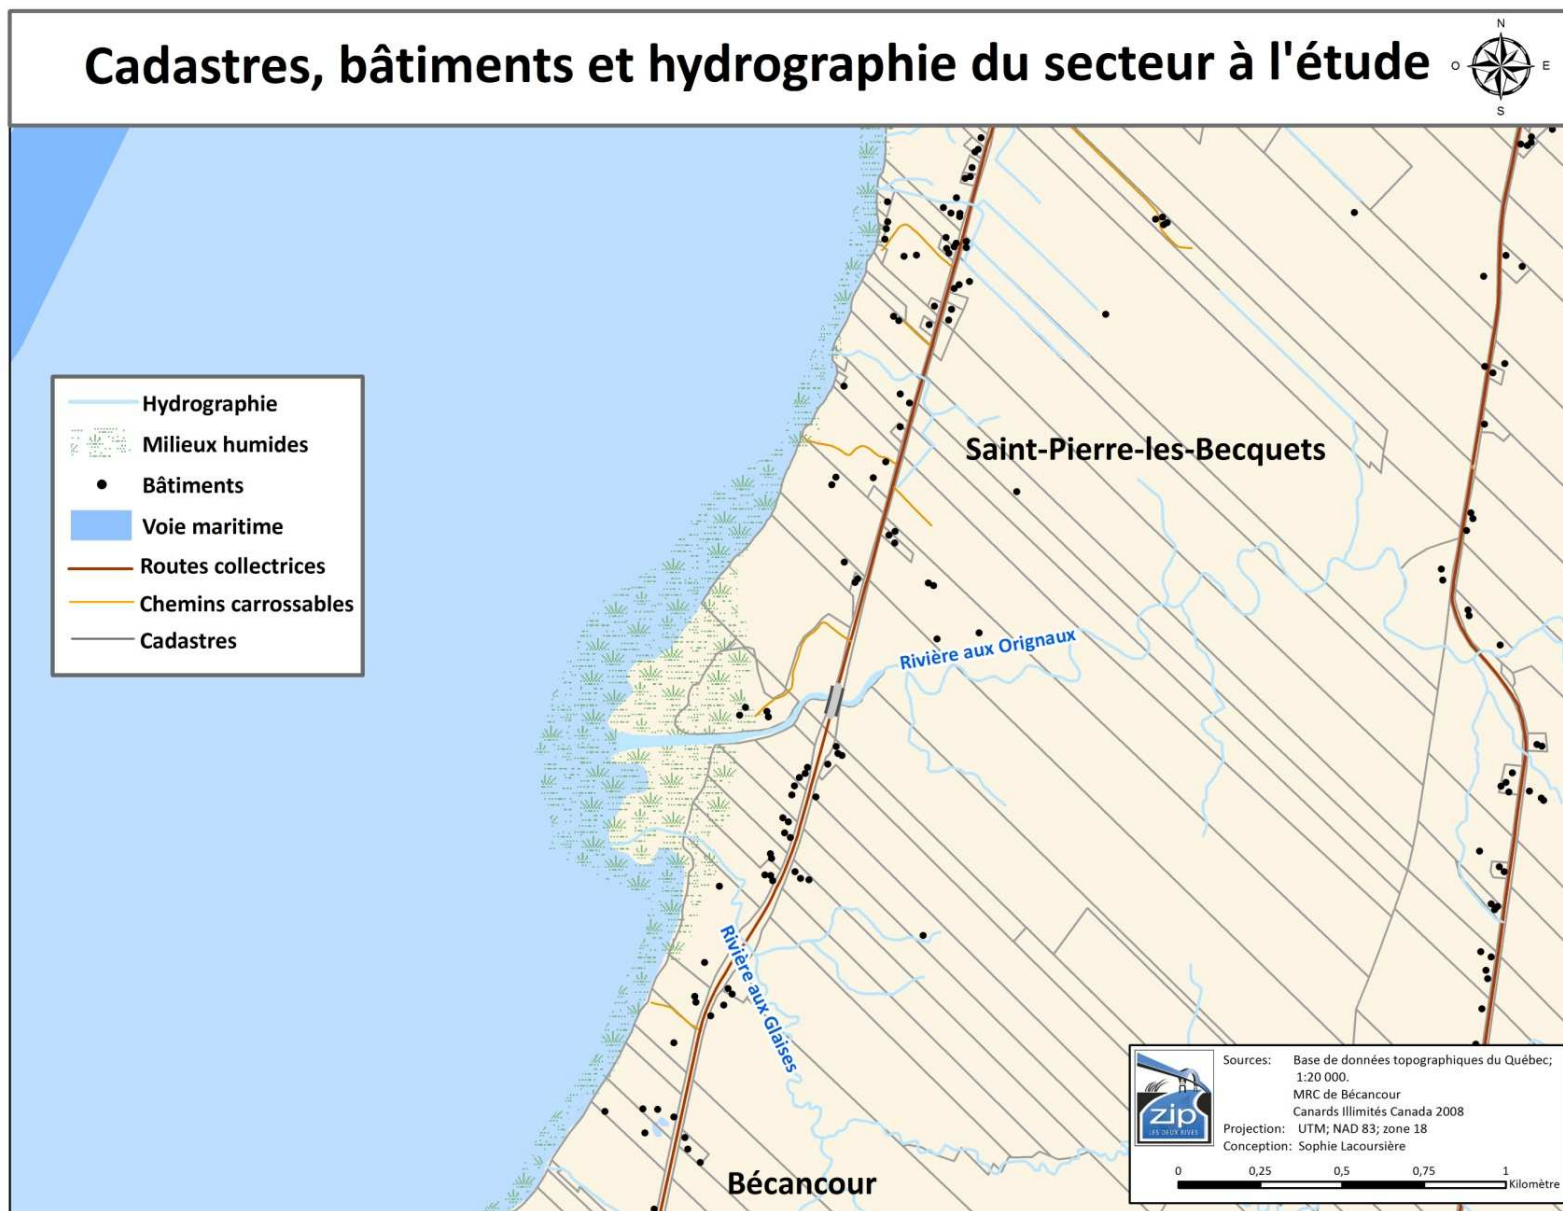 Cadastres, bâtiments et hydrographie du secteur à l'étude
N
O
E
S
Hydrographie
Milieux humides
Bâtiments
Voie maritime
Routes collectrices
Chemins carrossables
Cadastres
Saint-Pierre-les-Becquets
Rivière aux Orignaux
Rivière aux Glaises
Bécancour
zip
LES DEUX RIVES
Sources: Base de données topographiques du Québec;
1:20 000.
MRC de Bécancour
Canards Illimités Canada 2008
Projection: UTM; NAD 83; zone 18
Conception: Sophie Lacoursière
0 0,25 0,5 0,75 1
Kilomètre